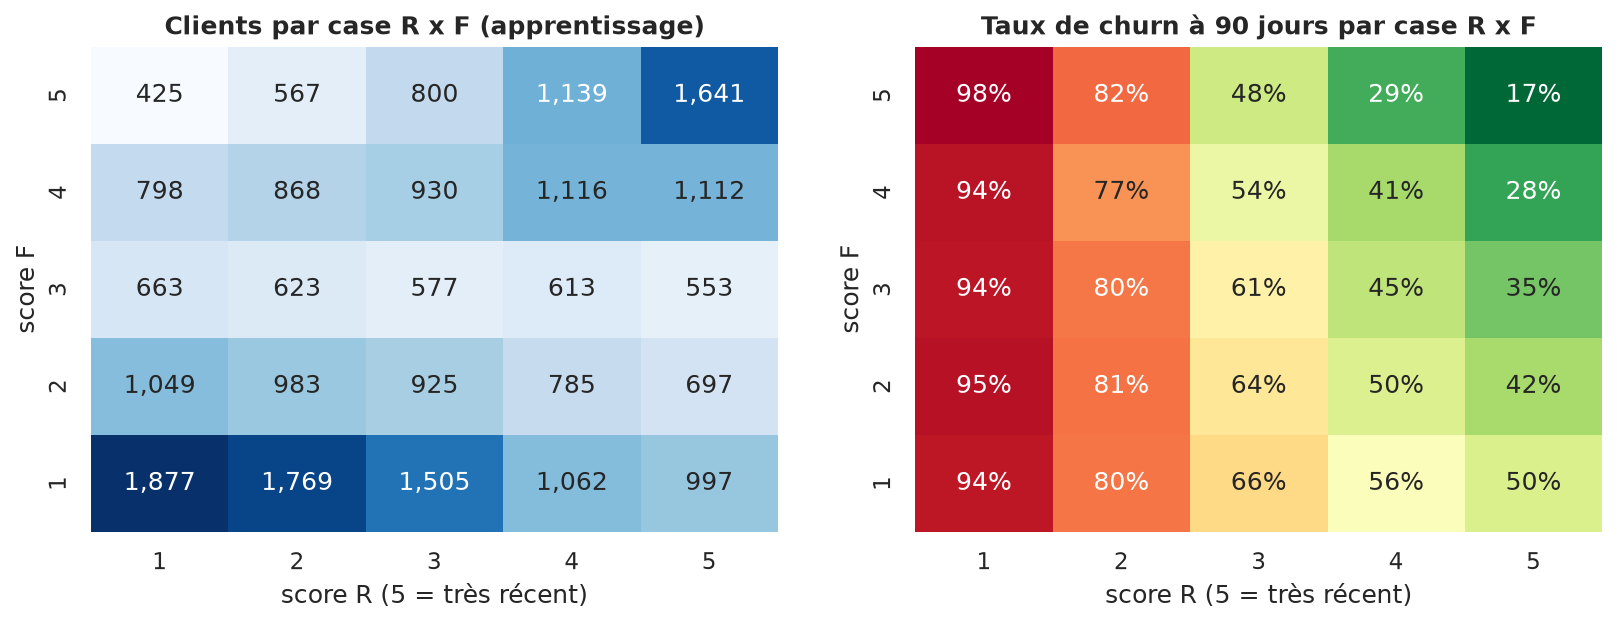 Clients par case R x F (apprentissage)
score F
5
425 567 800 1,139 1,641
4
798 868 930 1,116 1,112
3
663 623 577 613 553
2
1,049 983 925 785 697
1
1,877 1,769 1,505 1,062 997
1 2 3 4 5
score R (5 = très récent)
Taux de churn à 90 jours par case R x F
score F
5
98% 82% 48% 29% 17%
4
94% 77% 54% 41% 28%
3
94% 80% 61% 45% 35%
2
95% 81% 64% 50% 42%
1
94% 80% 66% 56% 50%
1 2 3 4 5
score R (5 = très récent)